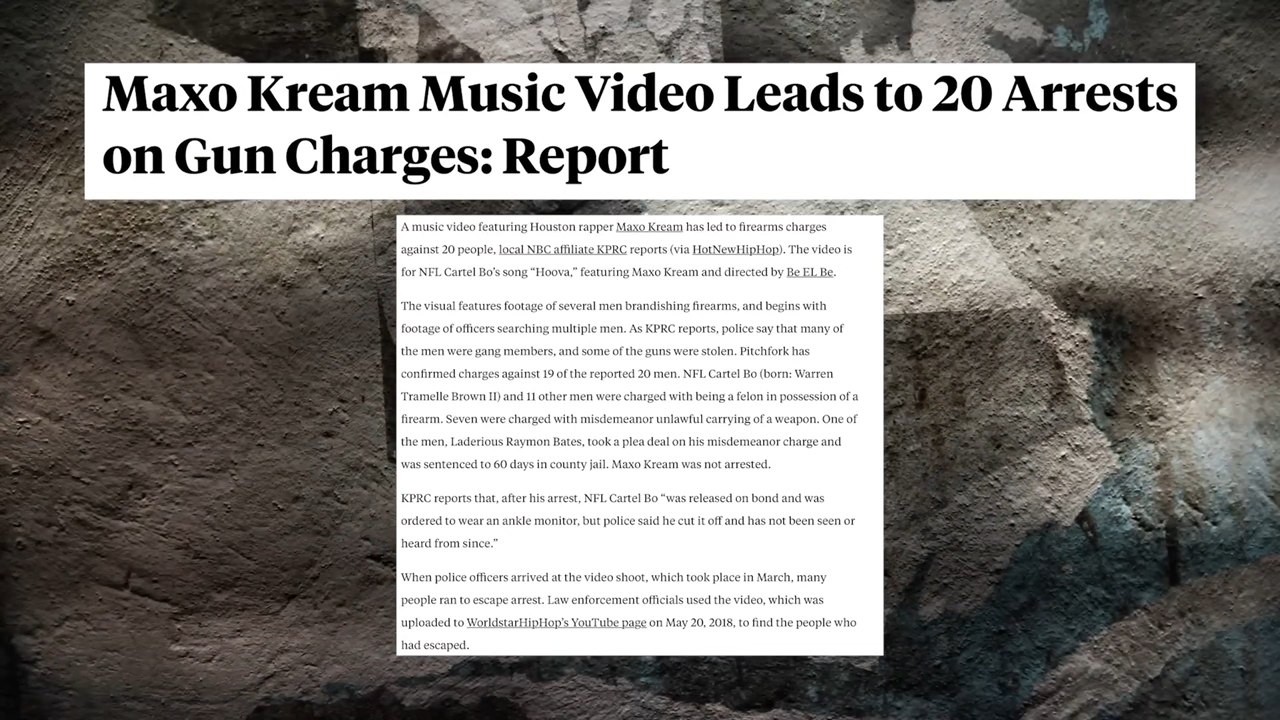 Maxo Kream Music Video Leads to 20 Arrests
on Gun Charges: Report
A music video featuring Houston rapper Maxo Kream has led to firearms charges
against 20 people, local NBC affiliate KPRC reports (via HotNewHipHop). The video is
for NFL Cartel Bo’s song “Hoova,” featuring Maxo Kream and directed by Be EL Be.
The visual features footage of several men brandishing firearms, and begins with
footage of officers searching multiple men. As KPRC reports, police say that many of
the men were gang members, and some of the guns were stolen. Pitchfork has
confirmed charges against 19 of the reported 20 men. NFL Cartel Bo (born: Warren
Tramelle Brown II) and 11 other men were charged with being a felon in possession of a
firearm. Seven were charged with misdemeanor unlawful carrying of a weapon. One of
the men, Laderious Raymon Bates, took a plea deal on his misdemeanor charge and
was sentenced to 60 days in county jail. Maxo Kream was not arrested.
KPRC reports that, after his arrest, NFL Cartel Bo “was released on bond and was
ordered to wear an ankle monitor, but police said he cut it off and has not been seen or
heard from since.”
When police officers arrived at the video shoot, which took place in March, many
people ran to escape arrest. Law enforcement officials used the video, which was
uploaded to WorldstarHipHop’s YouTube page on May 20, 2018, to find the people who
had escaped.